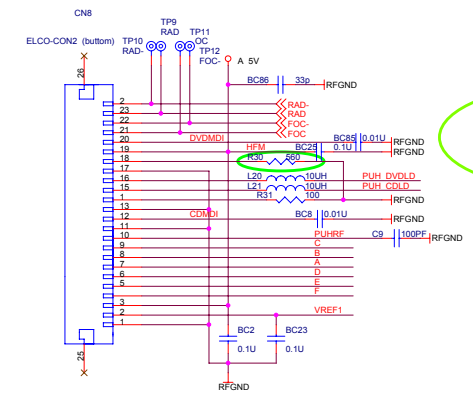 CN8
ELCO-CON2 (buttom)
TP9
RAD
TP10
RAD-
TP11
OC
TP12
FOC-
A 5V
26
BC86 33p RFGND
2 RAD-
23 RAD
22 FOC-
21 FOC
20 DVDMDI BC85 0.01U RFGND
19 HFM BC25 0.1U RFGND
18 R30 560
17 L20 10UH PUH DVDLD
16 L21 10UH PUH CDLD
15 R31 100 RFGND
1
13
12 CDMDI BC8 0.01U RFGND
11
10 PUHRF C9 100PF RFGND
9 C
8 B
7 A
6 D
5 E
4 F
3
2 VREF1
1
BC2 BC23
0.1U 0.1U
25
RFGND